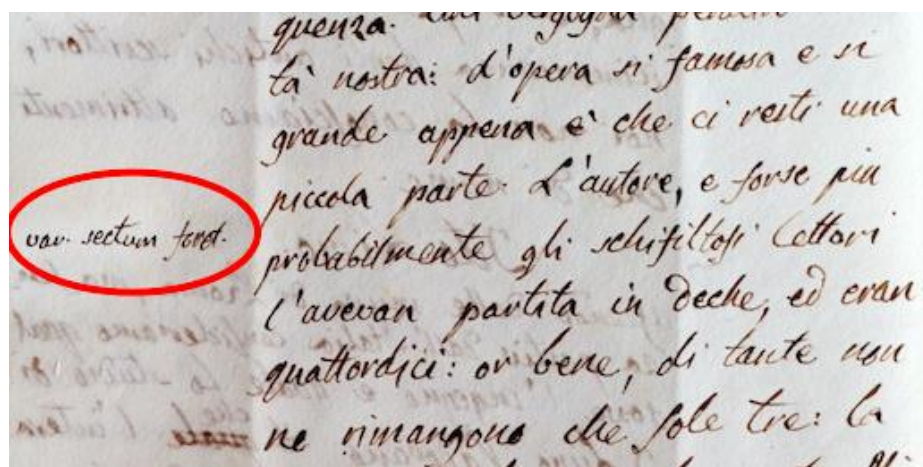 quenza.
tà nostra: d'opera sì famosa e sì
grande appena è che ci resti una
piccola parte. L'autore, e forse più
var. sectum foret.
probabilmente gli schifiltosi lettori
l'avevan partita in deche, ed eran
quattordici: or bene, di tante non
ne rimangono che sole tre: la